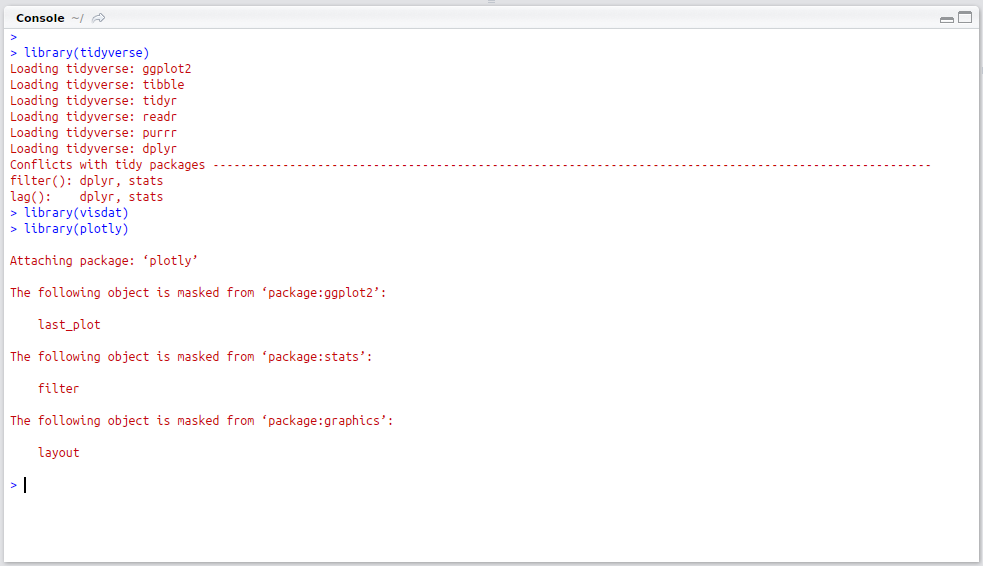 Console ~/
>
> library(tidyverse)
Loading tidyverse: ggplot2
Loading tidyverse: tibble
Loading tidyverse: tidyr
Loading tidyverse: readr
Loading tidyverse: purrr
Loading tidyverse: dplyr
Conflicts with tidy packages -------------------------------------------------------------------------------------------------------
filter(): dplyr, stats
lag():    dplyr, stats
> library(visdat)
> library(plotly)
Attaching package: ‘plotly’
The following object is masked from ‘package:ggplot2’:
last_plot
The following object is masked from ‘package:stats’:
filter
The following object is masked from ‘package:graphics’:
layout
>